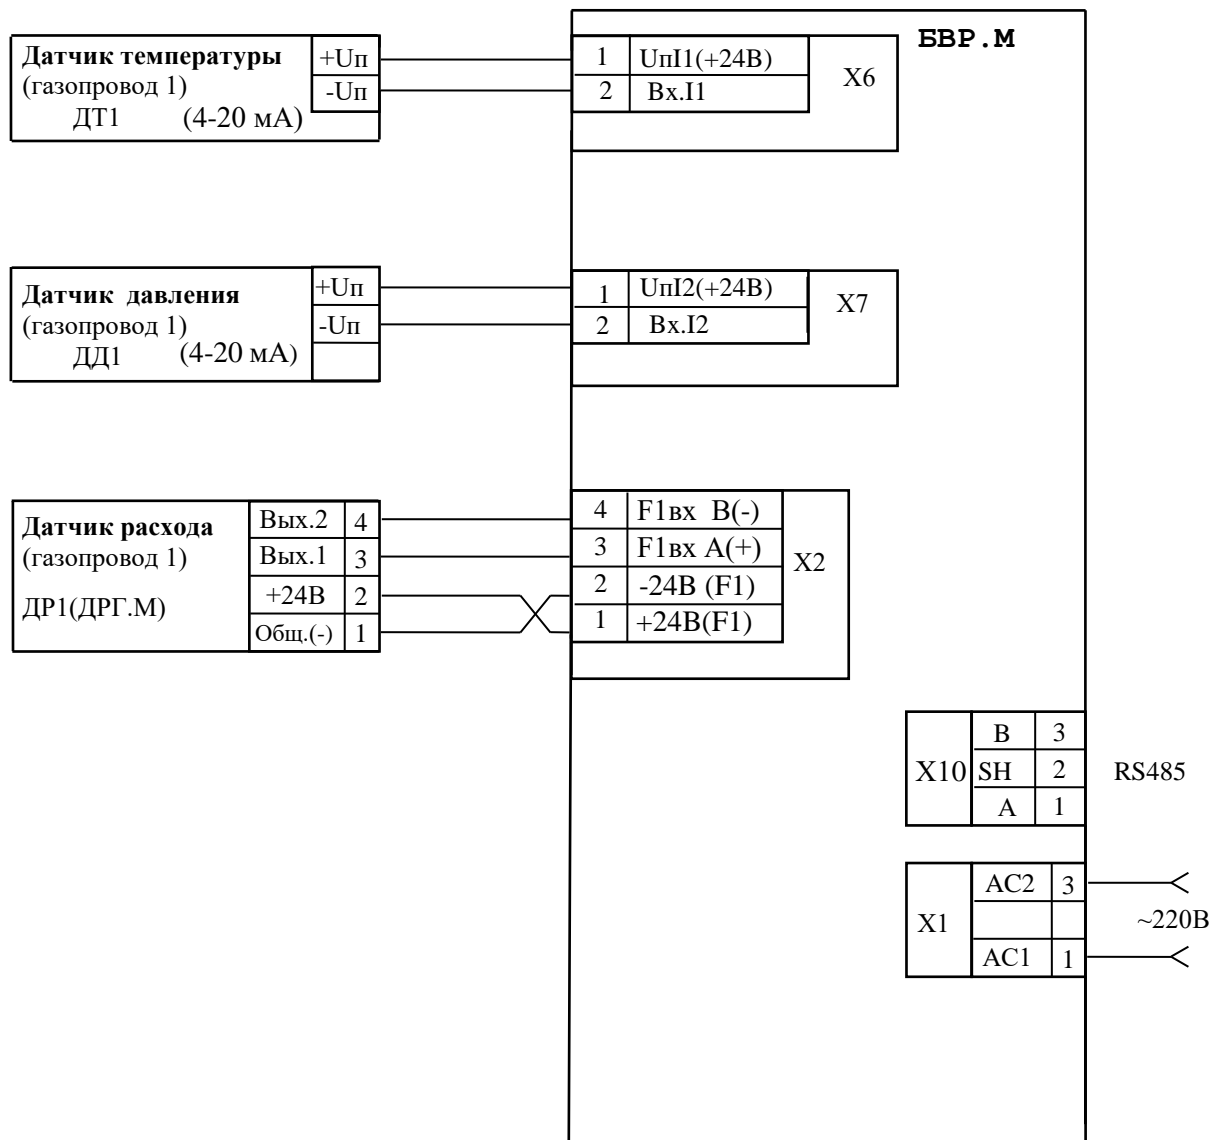 БВР.М
Датчик температуры
(газопровод 1)
ДТ1 (4-20 мА)
+Uп
-Uп
1 UпI1(+24В)
2 Вх.I1
X6
Датчик давления
(газопровод 1)
ДД1 (4-20 мА)
+Uп
-Uп
1 UпI2(+24В)
2 Вх.I2
X7
Датчик расхода
(газопровод 1)
ДР1(ДРГ.М)
Вых.2 4
Вых.1 3
+24В 2
Общ.(-) 1
4 F1вх В(-)
3 F1вх А(+)
2 -24В (F1)
1 +24В(F1)
X2
X10
B 3
SH 2
A 1
RS485
X1
AC2 3
AC1 1
~220В